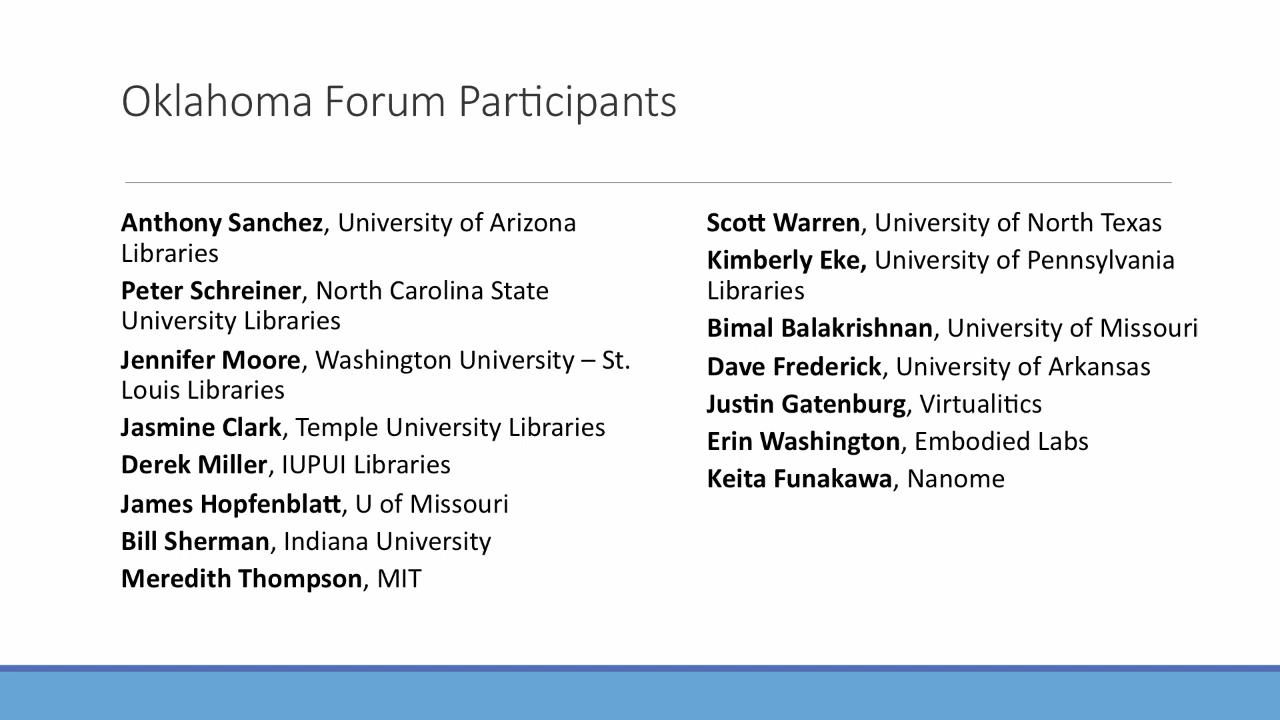 Oklahoma Forum Participants
Anthony Sanchez, University of Arizona
Libraries
Peter Schreiner, North Carolina State
University Libraries
Jennifer Moore, Washington University – St.
Louis Libraries
Jasmine Clark, Temple University Libraries
Derek Miller, IUPUI Libraries
James Hopfenblatt, U of Missouri
Bill Sherman, Indiana University
Meredith Thompson, MIT
Scott Warren, University of North Texas
Kimberly Eke, University of Pennsylvania
Libraries
Bimal Balakrishnan, University of Missouri
Dave Frederick, University of Arkansas
Justin Gatenburg, Virtualitics
Erin Washington, Embodied Labs
Keita Funakawa, Nanome